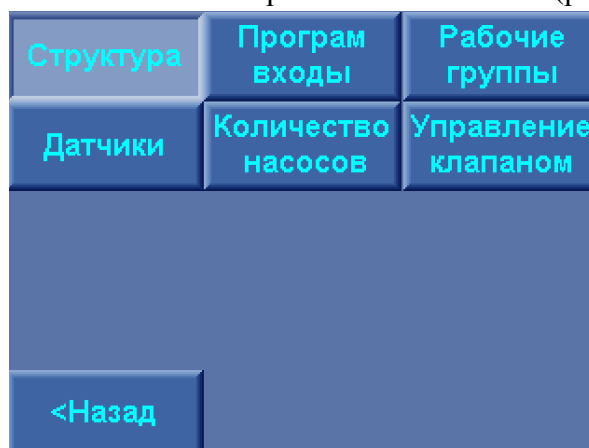 Структура
Програм
входы
Рабочие
группы
Датчики
Количество
насосов
Управление
клапаном
<Назад